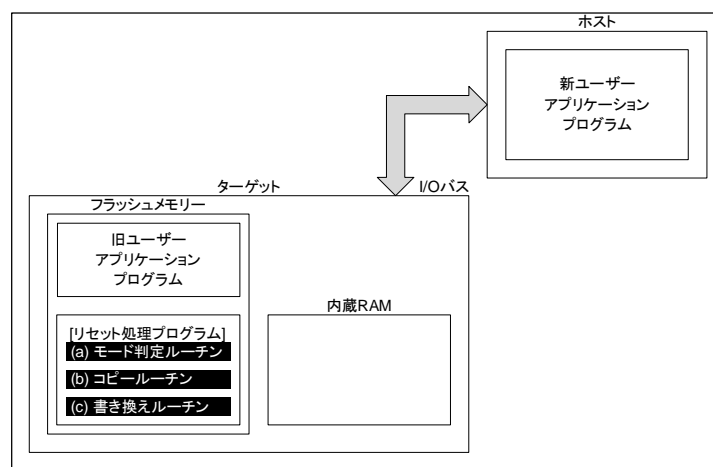 ホスト
新ユーザー
アプリケーション
プログラム
ターゲット
I/Oバス
フラッシュメモリー
旧ユーザー
アプリケーション
プログラム
内蔵RAM
[リセット処理プログラム]
(a) モード判定ルーチン
(b) コピールーチン
(c) 書き換えルーチン